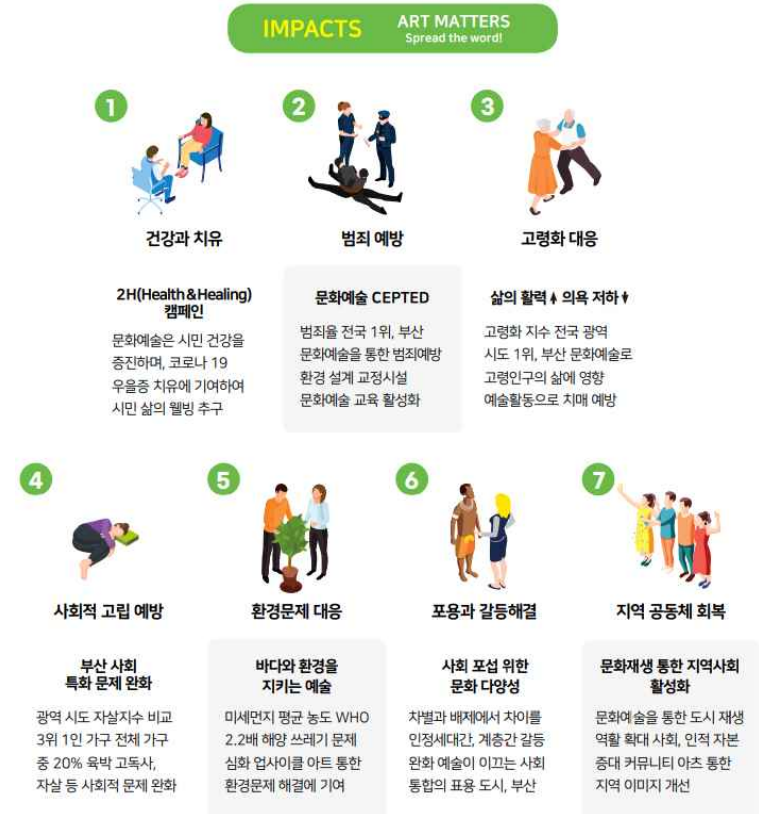 IMPACTS
ART MATTERS
Spread the word!
1
2
3
건강과 치유
범죄 예방
고령화 대응
2H(Health&Healing)
캠페인
문화예술은 시민 건강을
증진하며, 코로나 19
우울증 치유에 기여하여
시민 삶의 웰빙 추구
문화예술 CEPTED
범죄율 전국 1위, 부산
문화예술을 통한 범죄예방
환경 설계 교정시설
문화예술 교육 활성화
삶의 활력 의욕 저하
고령화 지수 전국 광역
시도 1위, 부산 문화예술로
고령인구의 삶에 영향
예술활동으로 치매 예방
4
5
6
7
사회적 고립 예방
환경문제 대응
포용과 갈등해결
지역 공동체 회복
부산 사회
특화 문제 완화
광역 시도 자살지수 비교
3위 1인 가구 전체 가구
중 20% 육박 고독사,
자살 등 사회적 문제 완화
바다와 환경을
지키는 예술
미세먼지 평균 농도 WHO
2.2배 해양 쓰레기 문제
심화 업사이클 아트 통한
환경문제 해결에 기여
사회 포섭 위한
문화 다양성
차별과 배제에서 차이를
인정세대간, 계층간 갈등
완화 예술이 이끄는 사회
통합의 표용 도시, 부산
문화재생 통한 지역사회
활성화
문화예술을 통한 도시 재생
역활 확대 사회, 인적 자본
증대 커뮤니티 아츠 통한
지역 이미지 개선